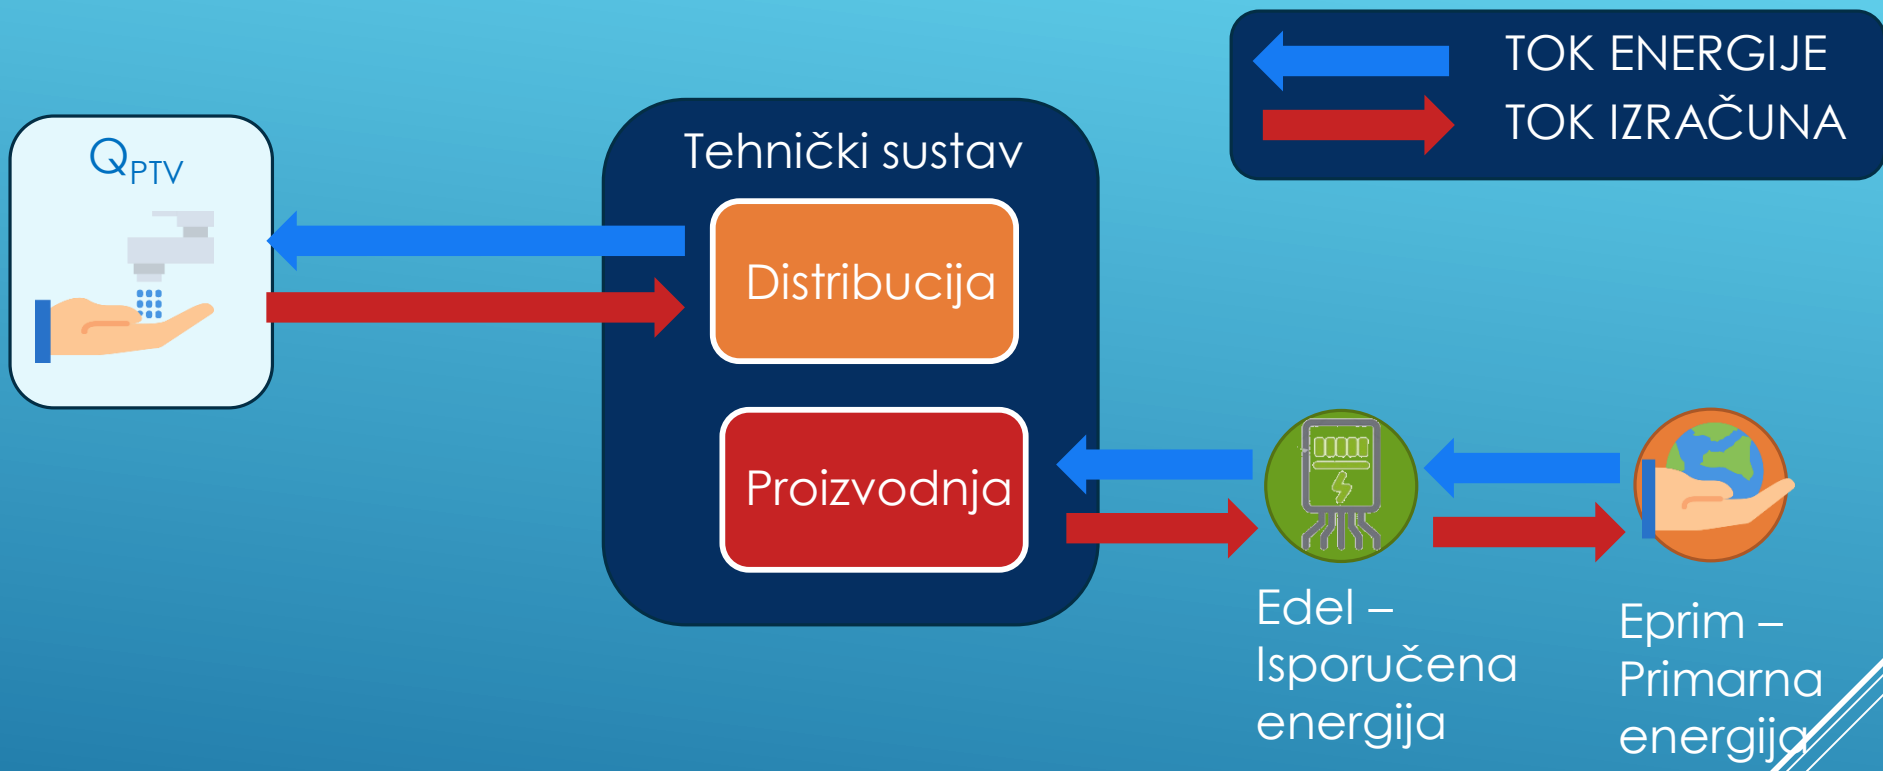 TOK ENERGIJE
TOK IZRAČUNA
QPTV
Tehnički sustav
Distribucija
Proizvodnja
Edel –
Isporučena
energija
Eprim –
Primarna
energija